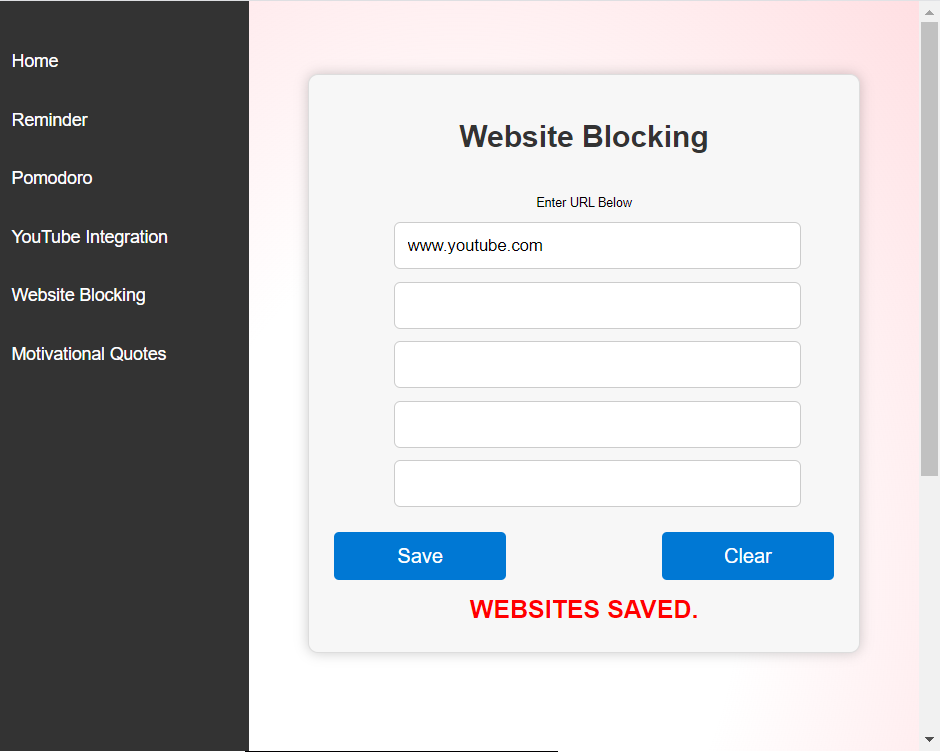 Home
Reminder
Pomodoro
YouTube Integration
Website Blocking
Motivational Quotes
Website Blocking
Enter URL Below
www.youtube.com
Save
Clear
WEBSITES SAVED.